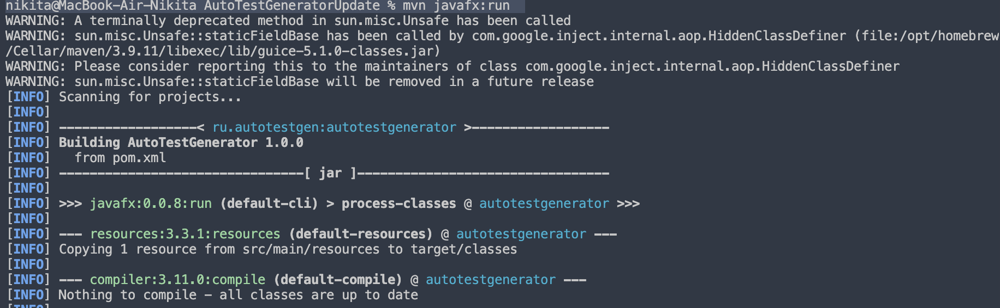 nikita@MacBook-Air-Nikita AutoTestGeneratorUpdate % mvn javafx:run
WARNING: A terminally deprecated method in sun.misc.Unsafe has been called
WARNING: sun.misc.Unsafe::staticFieldBase has been called by com.google.inject.internal.aop.HiddenClassDefiner (file:/opt/homebrew
/Cellar/maven/3.9.11/libexec/lib/guice-5.1.0-classes.jar)
WARNING: Please consider reporting this to the maintainers of class com.google.inject.internal.aop.HiddenClassDefiner
WARNING: sun.misc.Unsafe::staticFieldBase will be removed in a future release
[INFO] Scanning for projects...
[INFO]
[INFO] ------------------< ru.autotestgen:autotestgenerator >------------------
[INFO] Building AutoTestGenerator 1.0.0
[INFO]   from pom.xml
[INFO] --------------------------------[ jar ]---------------------------------
[INFO]
[INFO] >>> javafx:0.0.8:run (default-cli) > process-classes @ autotestgenerator >>>
[INFO]
[INFO] --- resources:3.3.1:resources (default-resources) @ autotestgenerator ---
[INFO] Copying 1 resource from src/main/resources to target/classes
[INFO]
[INFO] --- compiler:3.11.0:compile (default-compile) @ autotestgenerator ---
[INFO] Nothing to compile - all classes are up to date